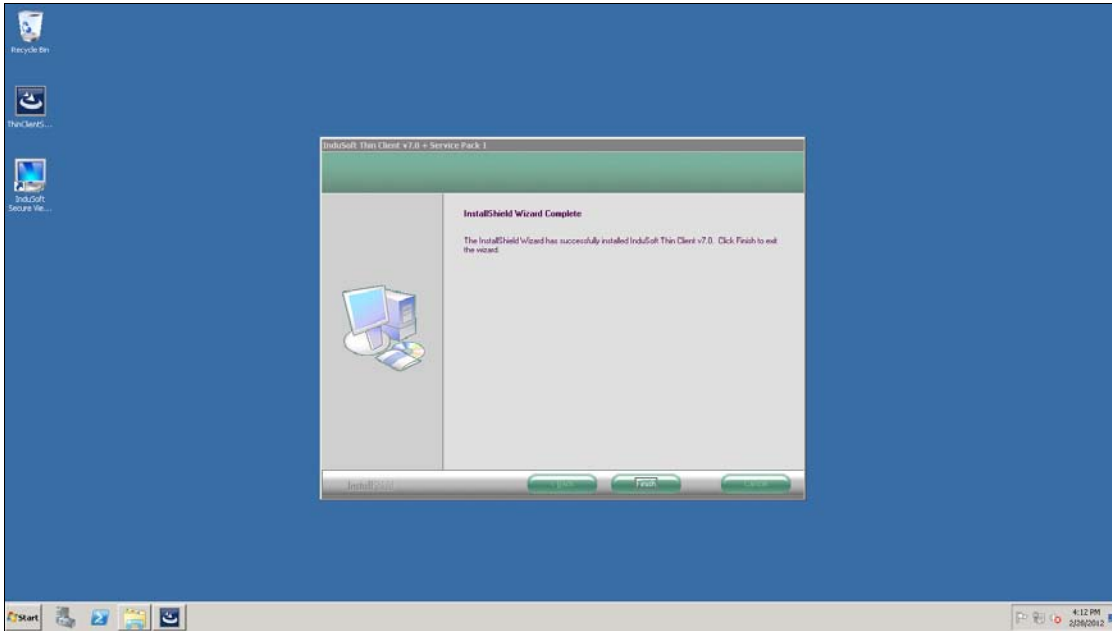 Recycle Bin
ThinClientS...
InduSoft
Secure Vie...
InduSoft Thin Client v7.0 + Service Pack 1
InstallShield Wizard Complete
The InstallShield Wizard has successfully installed InduSoft Thin Client v7.0. Click Finish to exit
the wizard.
InstallShield
Finish
Cancel
Start
4:12 PM
2/28/2012